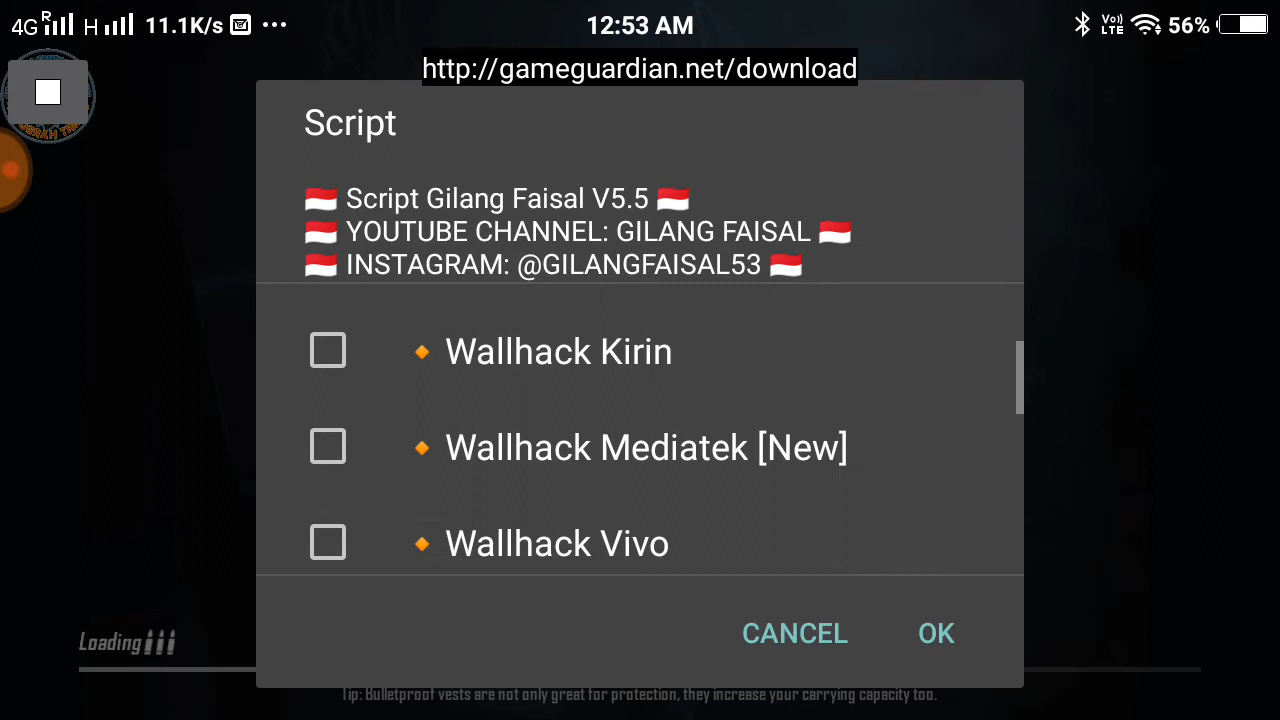 4G R H 11.1K/s 12:53 AM Vo)) LTE 56%
http://gameguardian.net/download
Script
🇮🇩 Script Gilang Faisal V5.5 🇮🇩
🇮🇩 YOUTUBE CHANNEL: GILANG FAISAL 🇮🇩
🇮🇩 INSTAGRAM: @GILANGFAISAL53 🇮🇩
🔸 Wallhack Kirin
🔸 Wallhack Mediatek [New]
🔸 Wallhack Vivo
CANCEL OK
Loading
Tip: Bulletproof vests are not only great for protection, they increase your carrying capacity too.